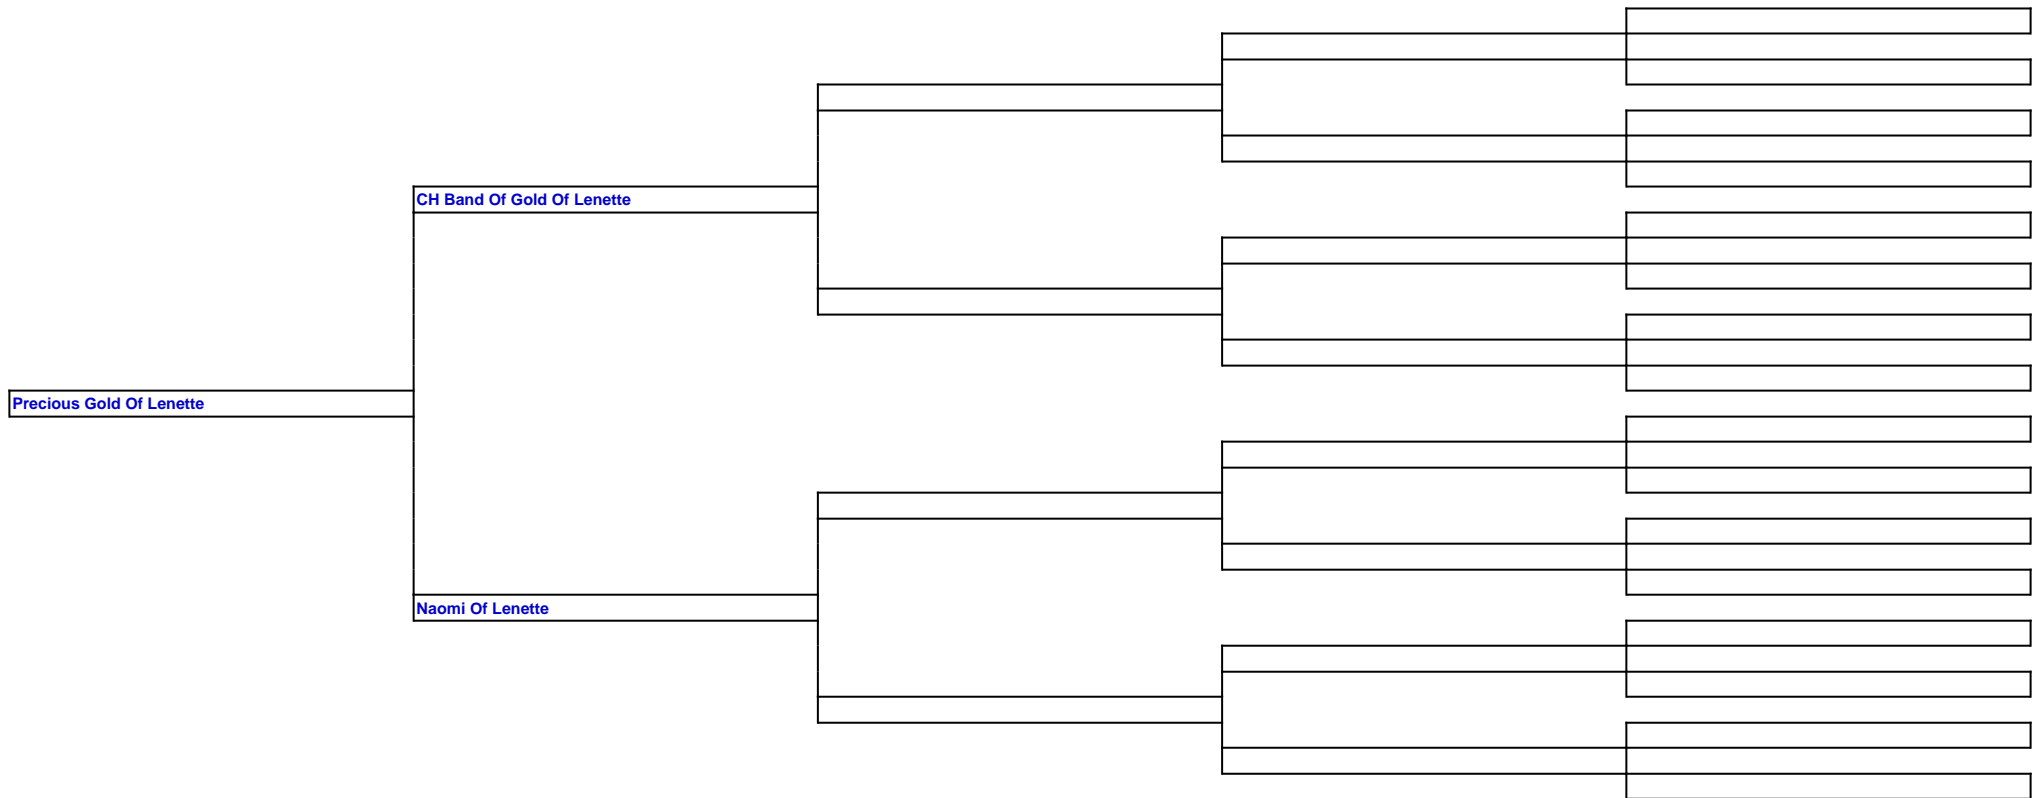 CH Band Of Gold Of Lenette
Precious Gold Of Lenette
Naomi Of Lenette